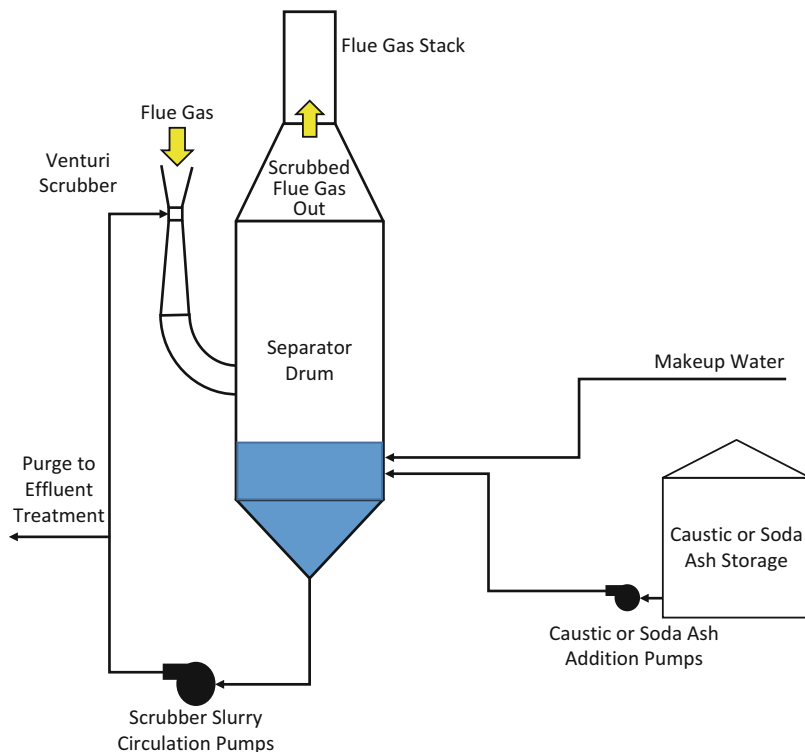 Flue Gas Stack
Flue Gas
Venturi
Scrubber
Scrubbed
Flue Gas
Out
Separator
Drum
Makeup Water
Purge to
Effluent
Treatment
Caustic or Soda
Ash Storage
Caustic or Soda Ash
Addition Pumps
Scrubber Slurry
Circulation Pumps